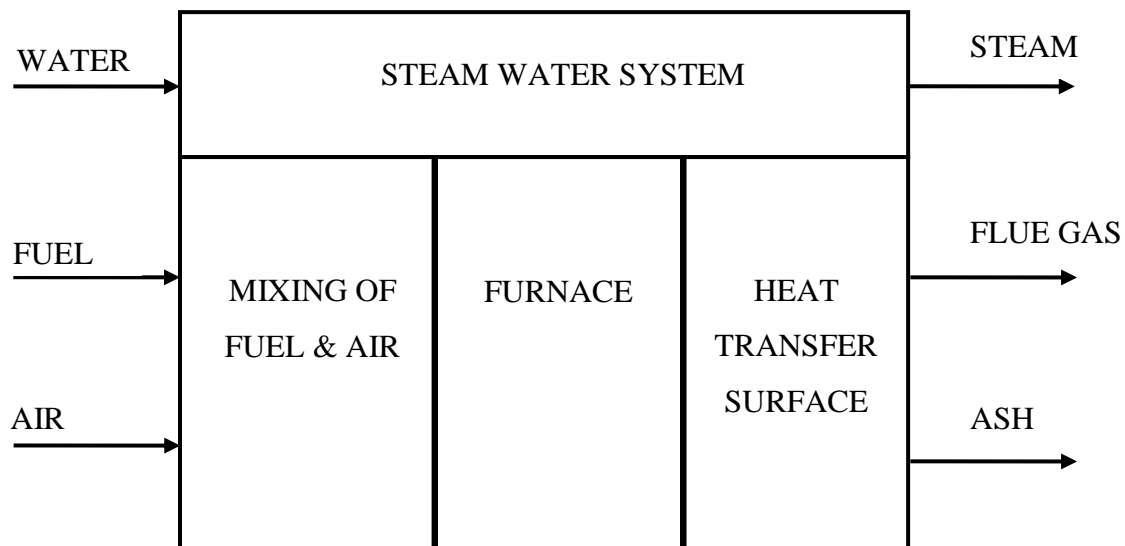 WATER
STEAM WATER SYSTEM
STEAM
FUEL
MIXING OF
FUEL & AIR
FURNACE
HEAT
TRANSFER
SURFACE
FLUE GAS
AIR
ASH